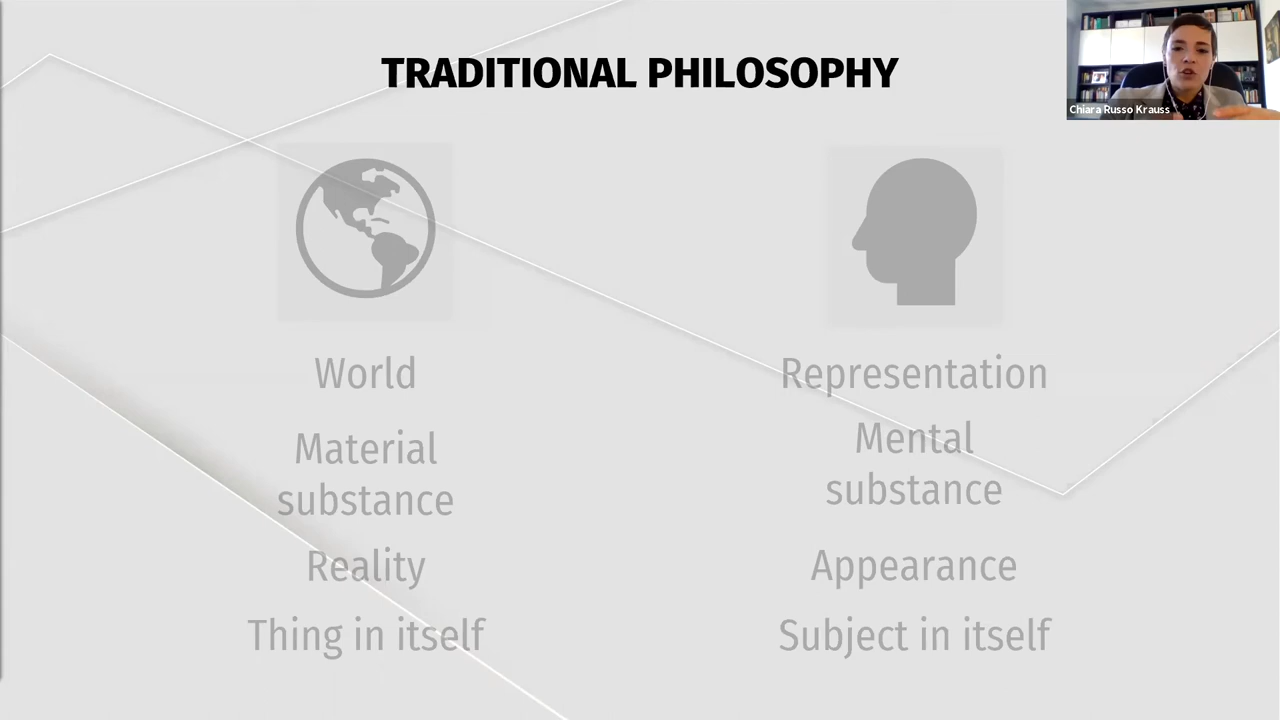 TRADITIONAL PHILOSOPHY
Chiara Russo Krauss
World
Representation
Material
substance
Mental
substance
Reality
Appearance
Thing in itself
Subject in itself